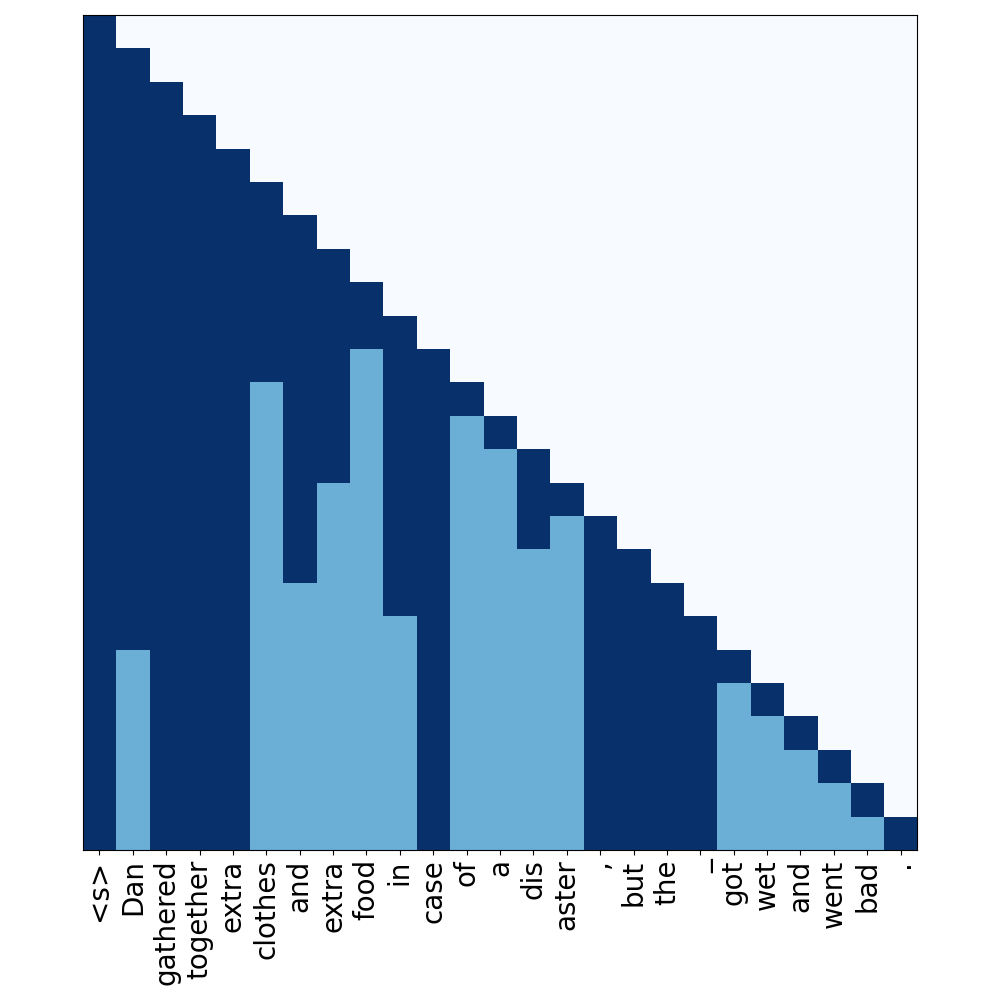 <s> Dan gathered together extra clothes and extra food in case of a dis aster , but the _ got wet and went bad .